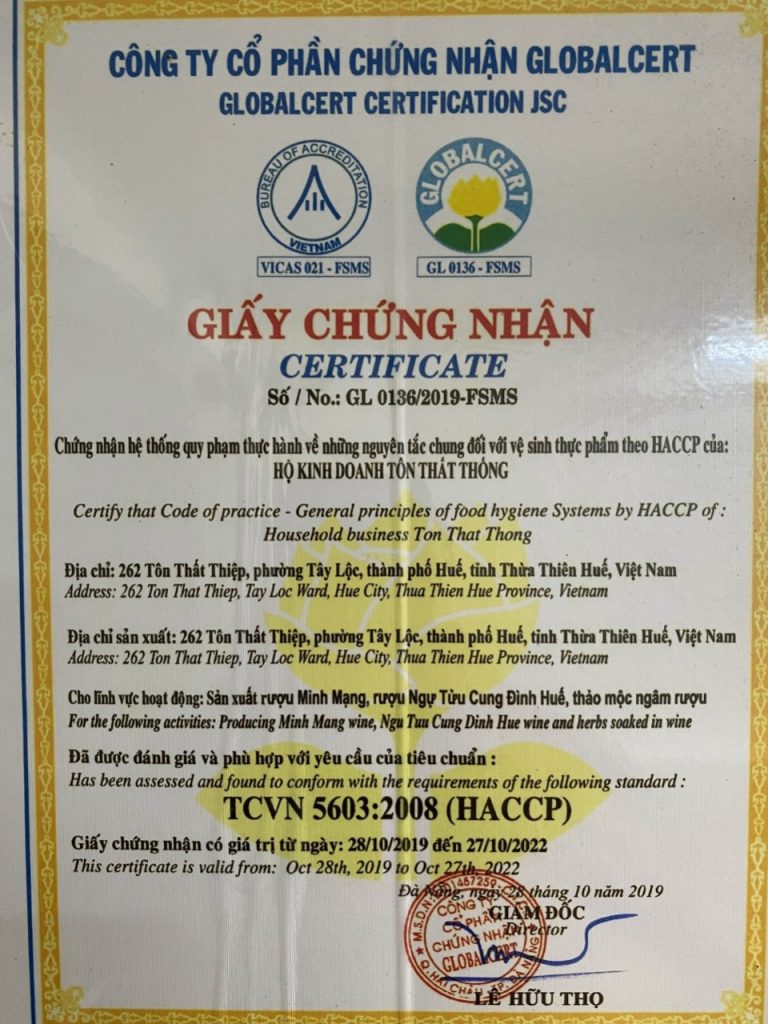 CÔNG TY CỔ PHẦN CHỨNG NHẬN GLOBALCERT
GLOBALCERT CERTIFICATION JSC
BUREAU OF ACCREDITATION
VIETNAM
VICAS 021 - FSMS
GLOBALCERT
GL 0136 - FSMS
GIẤY CHỨNG NHẬN
CERTIFICATE
Số / No.: GL 0136/2019-FSMS
Chứng nhận hệ thống quy phạm thực hành về những nguyên tắc chung đối với vệ sinh thực phẩm theo HACCP của:
HỘ KINH DOANH TÔN THẤT THỐNG
Certify that Code of practice - General principles of food hygiene Systems by HACCP of :
Household business Ton That Thong
Địa chỉ: 262 Tôn Thất Thiệp, phường Tây Lộc, thành phố Huế, tỉnh Thừa Thiên Huế, Việt Nam
Address: 262 Ton That Thiep, Tay Loc Ward, Hue City, Thua Thien Hue Province, Vietnam
Địa chỉ sản xuất: 262 Tôn Thất Thiệp, phường Tây Lộc, thành phố Huế, tỉnh Thừa Thiên Huế, Việt Nam
Address: 262 Ton That Thiep, Tay Loc Ward, Hue City, Thua Thien Hue Province, Vietnam
Cho lĩnh vực hoạt động: Sản xuất rượu Minh Mạng, rượu Ngự Tửu Cung Đình Huế, thảo mộc ngâm rượu
For the following activities: Producing Minh Mang wine, Ngu Tuu Cung Dinh Hue wine and herbs soaked in wine
Đã được đánh giá và phù hợp với yêu cầu của tiêu chuẩn :
Has been assessed and found to conform with the requirements of the following standard :
TCVN 5603:2008 (HACCP)
Giấy chứng nhận có giá trị từ ngày: 28/10/2019 đến 27/10/2022
This certificate is valid from: Oct 28th, 2019 to Oct 27th, 2022
Đà Nẵng, ngày 28 tháng 10 năm 2019
GIÁM ĐỐC
Director
CÔNG TY
CỔ PHẦN
CHỨNG NHẬN
GLOBALCERT
Q. HẢI CHÂU - TP. ĐÀ NẴNG
LÊ HỮU THỌ